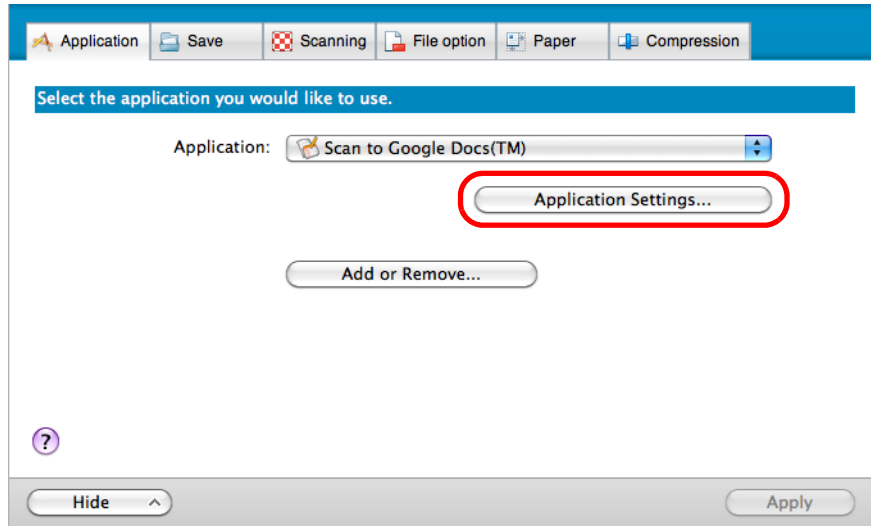 Application Save Scanning File option Paper Compression
Select the application you would like to use.
Application: Scan to Google Docs(TM)
Application Settings...
Add or Remove...
?
Hide Apply